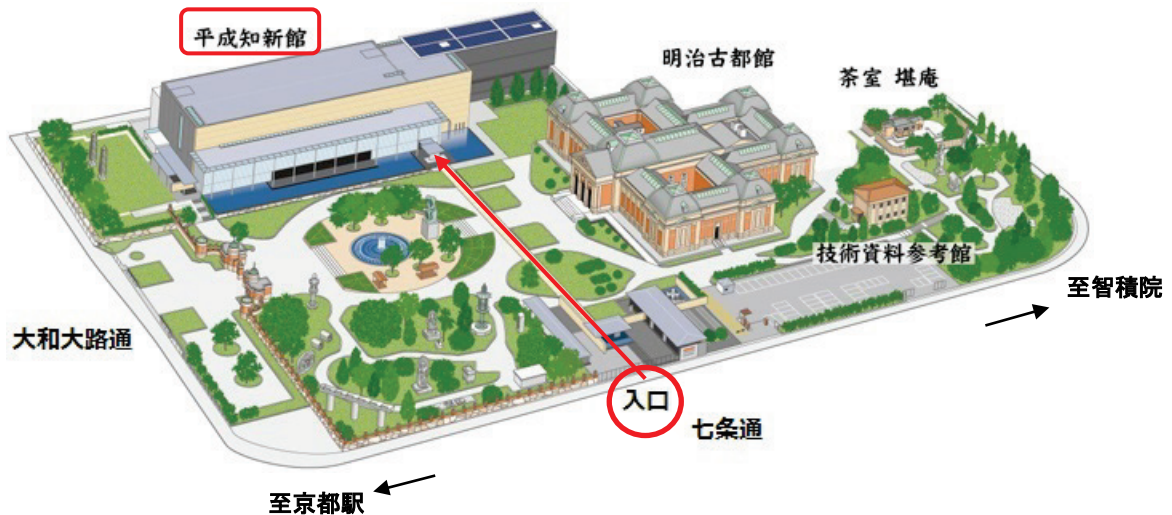 平成知新館
明治古都館
茶室 堪庵
技術資料参考館
至智積院
大和大路通
入口
七条通
至京都駅